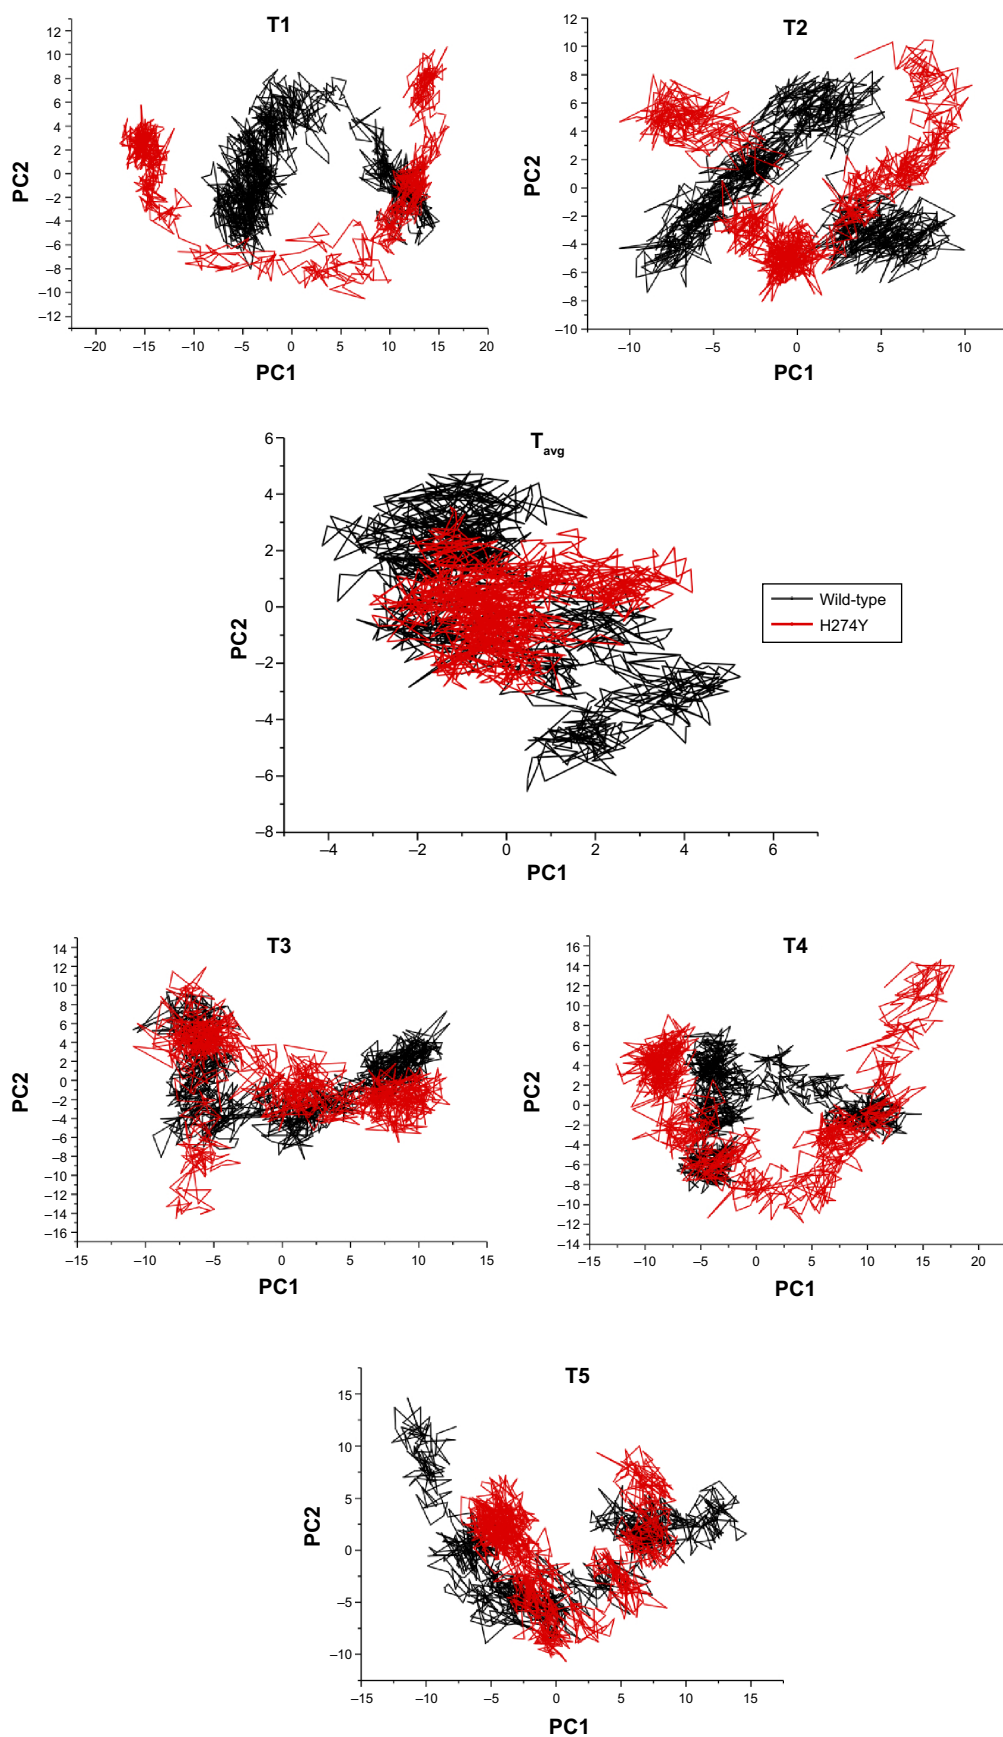 T1
12
10
8
6
4
2
0
–2
–4
–6
–8
–10
–12
PC2
–20 –15 –10 –5 0 5 10 15 20
PC1
T2
12
10
8
6
4
2
0
–2
–4
–6
–8
–10
PC2
–10 –5 0 5 10
PC1
Tavg
6
4
2
0
–2
–4
–6
–8
PC2
–4 –2 0 2 4 6
PC1
Wild-type
H274Y
T3
14
12
10
8
6
4
2
0
–2
–4
–6
–8
–10
–12
–14
–16
PC2
–15 –10 –5 0 5 10 15
PC1
T4
16
14
12
10
8
6
4
2
0
–2
–4
–6
–8
–10
–12
–14
PC2
–15 –10 –5 0 5 10 15 20
PC1
T5
15
10
5
0
–5
–10
PC2
–15 –10 –5 0 5 10 15
PC1